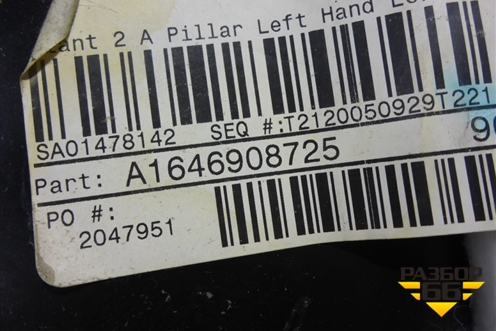 ant 2 A Pillar Left Hand
SA01478142 SEQ #:T2120050929T221
Part: A1646908725
PO #:
2047951
РАЗБОР
66